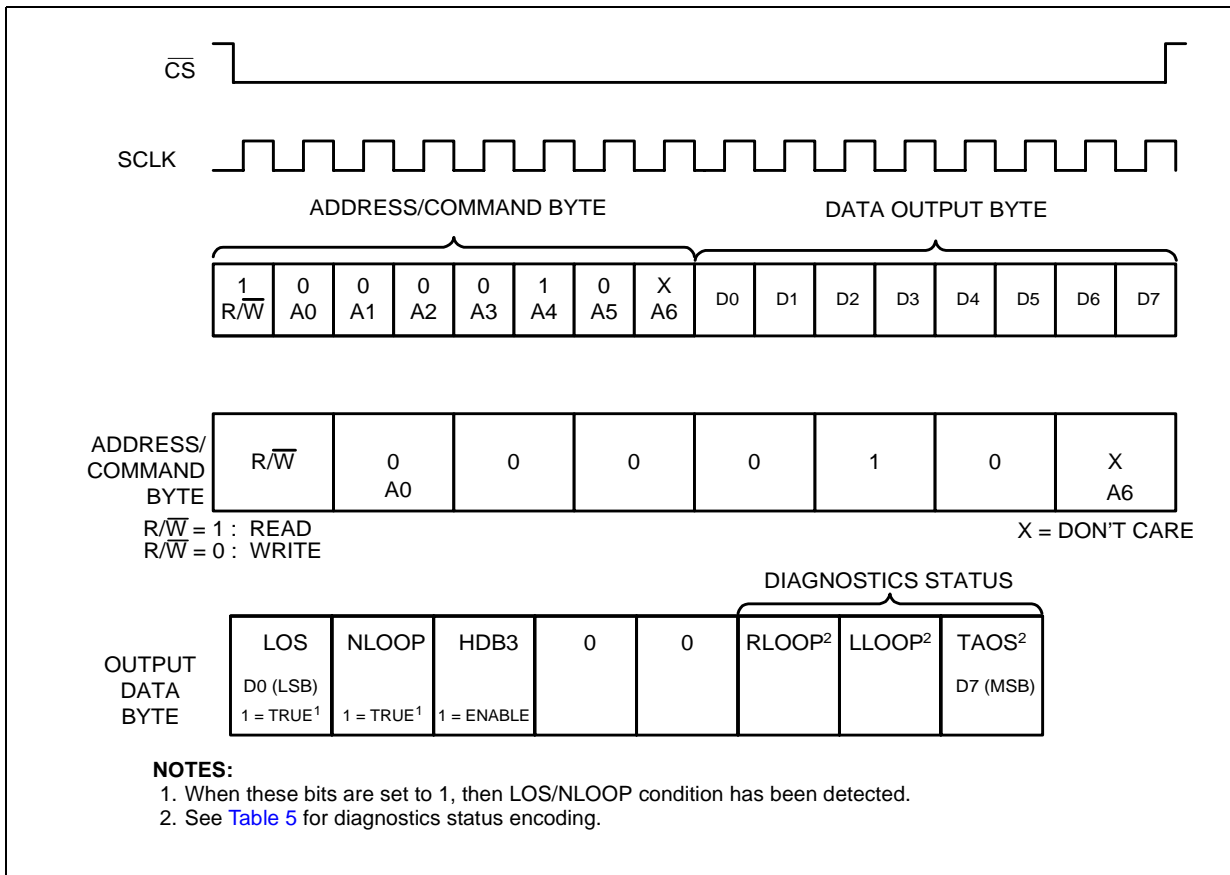 C̅S̅
SCLK
ADDRESS/COMMAND BYTE
DATA OUTPUT BYTE
1 0 0 0 0 1 0 X
R/W̅ A0 A1 A2 A3 A4 A5 A6 D0 D1 D2 D3 D4 D5 D6 D7
ADDRESS/
COMMAND
BYTE
R/W̅ 0 0 0 0 1 0 X
A0 A6
R/W̅ = 1 : READ
R/W̅ = 0 : WRITE
X = DON'T CARE
DIAGNOSTICS STATUS
OUTPUT
DATA
BYTE
LOS NLOOP HDB3 0 0 RLOOP² LLOOP² TAOS²
D0 (LSB) D7 (MSB)
1 = TRUE¹ 1 = TRUE¹ 1 = ENABLE
NOTES:
1. When these bits are set to 1, then LOS/NLOOP condition has been detected.
2. See Table 5 for diagnostics status encoding.